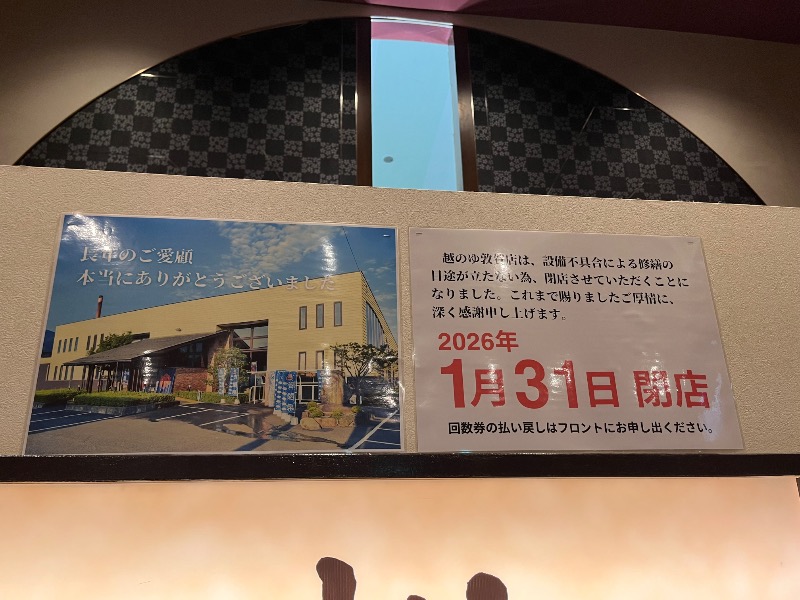 長年のご愛顧
本当にありがとうございました
越のゆ敦賀店は、設備不具合による修繕の
目途が立たない為、閉店させていただくことに
なりました。これまで賜りましたご厚情に、
深く感謝申し上げます。
2026年
1月31日 閉店
回数券の払い戻しはフロントにお申し出ください。